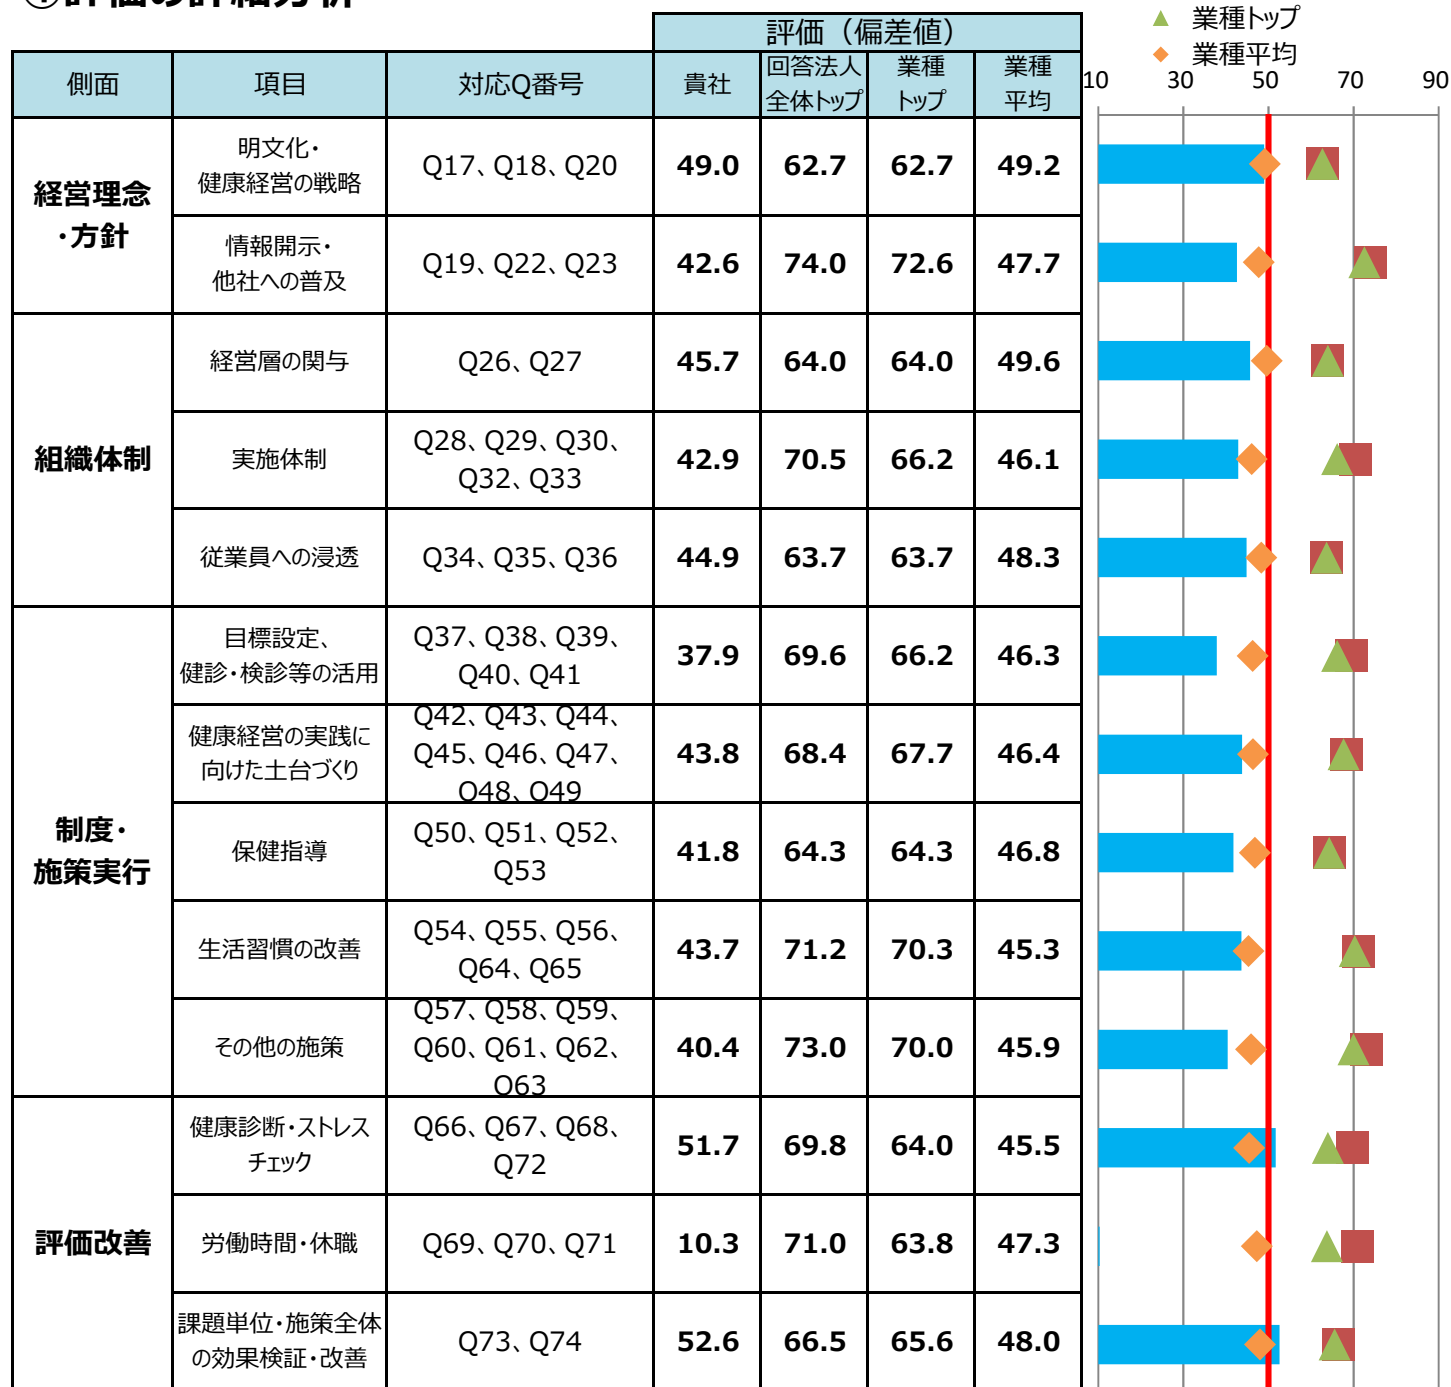 ①評価の詳細分析
業種トップ
業種平均
評価（偏差値）
側面 項目 対応Q番号 貴社 回答法人全体トップ 業種トップ 業種平均
10 30 50 70 90
経営理念・方針
明文化・
健康経営の戦略
Q17、Q18、Q20
49.0 62.7 62.7 49.2
情報開示・
他社への普及
Q19、Q22、Q23
42.6 74.0 72.6 47.7
組織体制
経営層の関与
Q26、Q27
45.7 64.0 64.0 49.6
実施体制
Q28、Q29、Q30、
Q32、Q33
42.9 70.5 66.2 46.1
従業員への浸透
Q34、Q35、Q36
44.9 63.7 63.7 48.3
制度・
施策実行
目標設定、
健診・検診等の活用
Q37、Q38、Q39、
Q40、Q41
37.9 69.6 66.2 46.3
健康経営の実践に
向けた土台づくり
Q42、Q43、Q44、
Q45、Q46、Q47、
Q48、Q49
43.8 68.4 67.7 46.4
保健指導
Q50、Q51、Q52、
Q53
41.8 64.3 64.3 46.8
生活習慣の改善
Q54、Q55、Q56、
Q64、Q65
43.7 71.2 70.3 45.3
その他の施策
Q57、Q58、Q59、
Q60、Q61、Q62、
Q63
40.4 73.0 70.0 45.9
評価改善
健康診断・ストレス
チェック
Q66、Q67、Q68、
Q72
51.7 69.8 64.0 45.5
労働時間・休職
Q69、Q70、Q71
10.3 71.0 63.8 47.3
課題単位・施策全体
の効果検証・改善
Q73、Q74
52.6 66.5 65.6 48.0